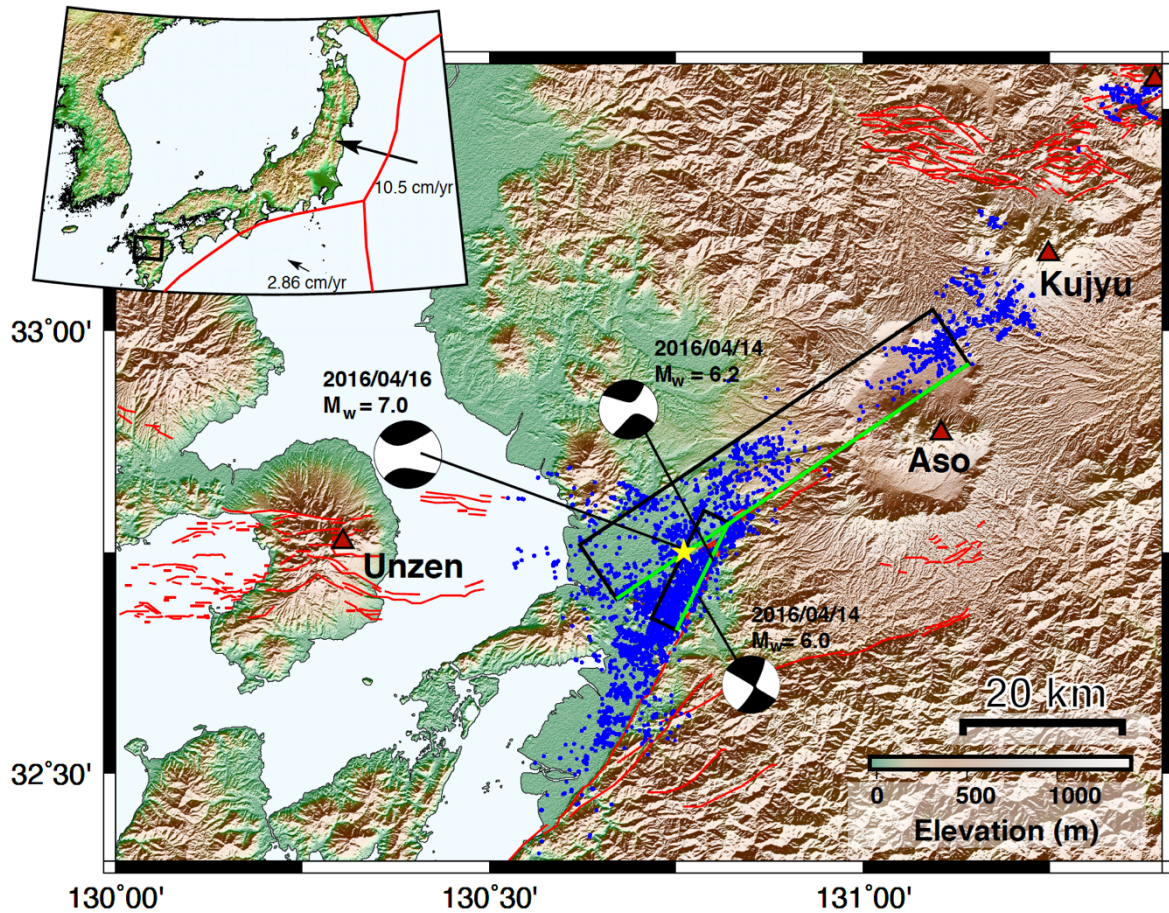 10.5 cm/yr
2.86 cm/yr
Kujyu
33°00'
2016/04/14
Mw = 6.2
2016/04/16
Mw = 7.0
Aso
Unzen
2016/04/14
Mw = 6.0
20 km
32°30'
0 500 1000
Elevation (m)
130°00' 130°30' 131°00'